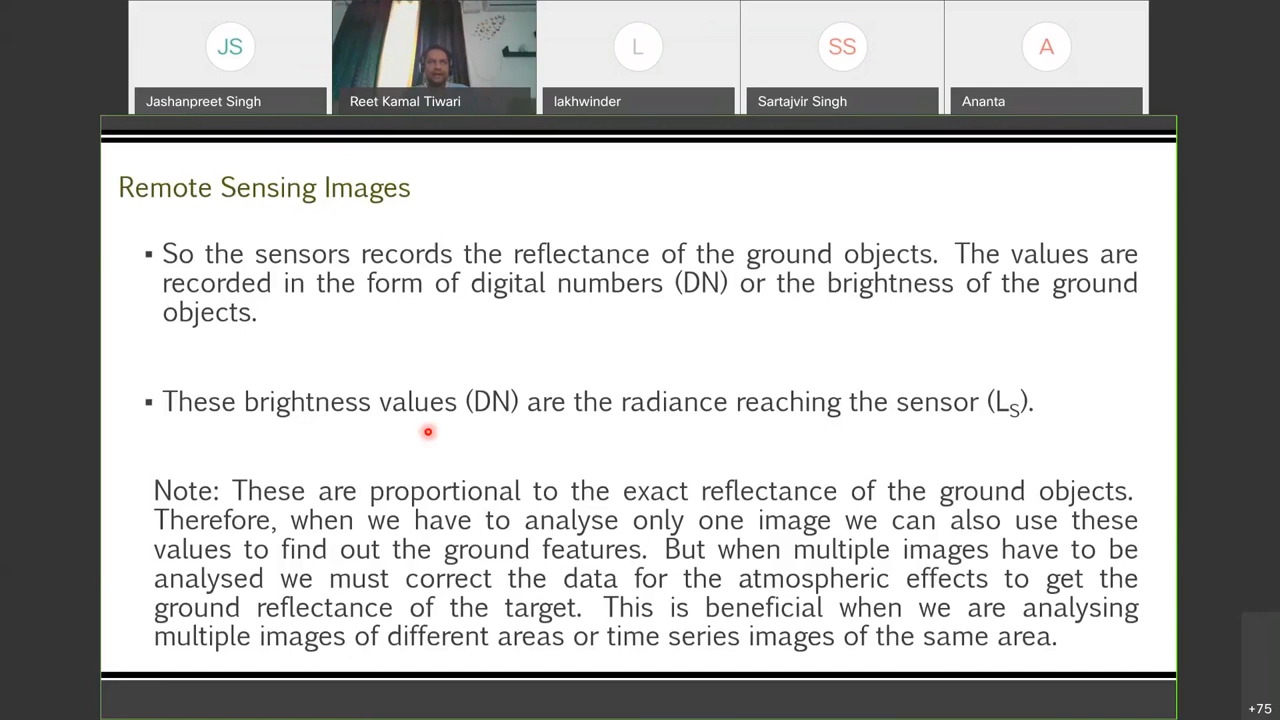 JS
Jashanpreet Singh
Reet Kamal Tiwari
L
lakhwinder
SS
Sartajvir Singh
A
Ananta
Remote Sensing Images
▪ So the sensors records the reflectance of the ground objects. The values are
recorded in the form of digital numbers (DN) or the brightness of the ground
objects.
▪ These brightness values (DN) are the radiance reaching the sensor (LS).
Note: These are proportional to the exact reflectance of the ground objects.
Therefore, when we have to analyse only one image we can also use these
values to find out the ground features. But when multiple images have to be
analysed we must correct the data for the atmospheric effects to get the
ground reflectance of the target. This is beneficial when we are analysing
multiple images of different areas or time series images of the same area.
+75